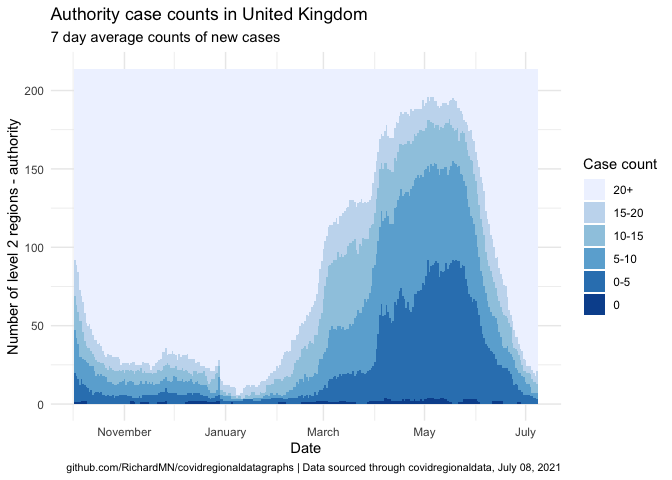 Authority case counts in United Kingdom
7 day average counts of new cases
Number of level 2 regions - authority
200
150
100
50
0
November
January
March
May
July
Date
Case count
20+
15-20
10-15
5-10
0-5
0
github.com/RichardMN/covidregionaldatagraphs | Data sourced through covidregionaldata, July 08, 2021